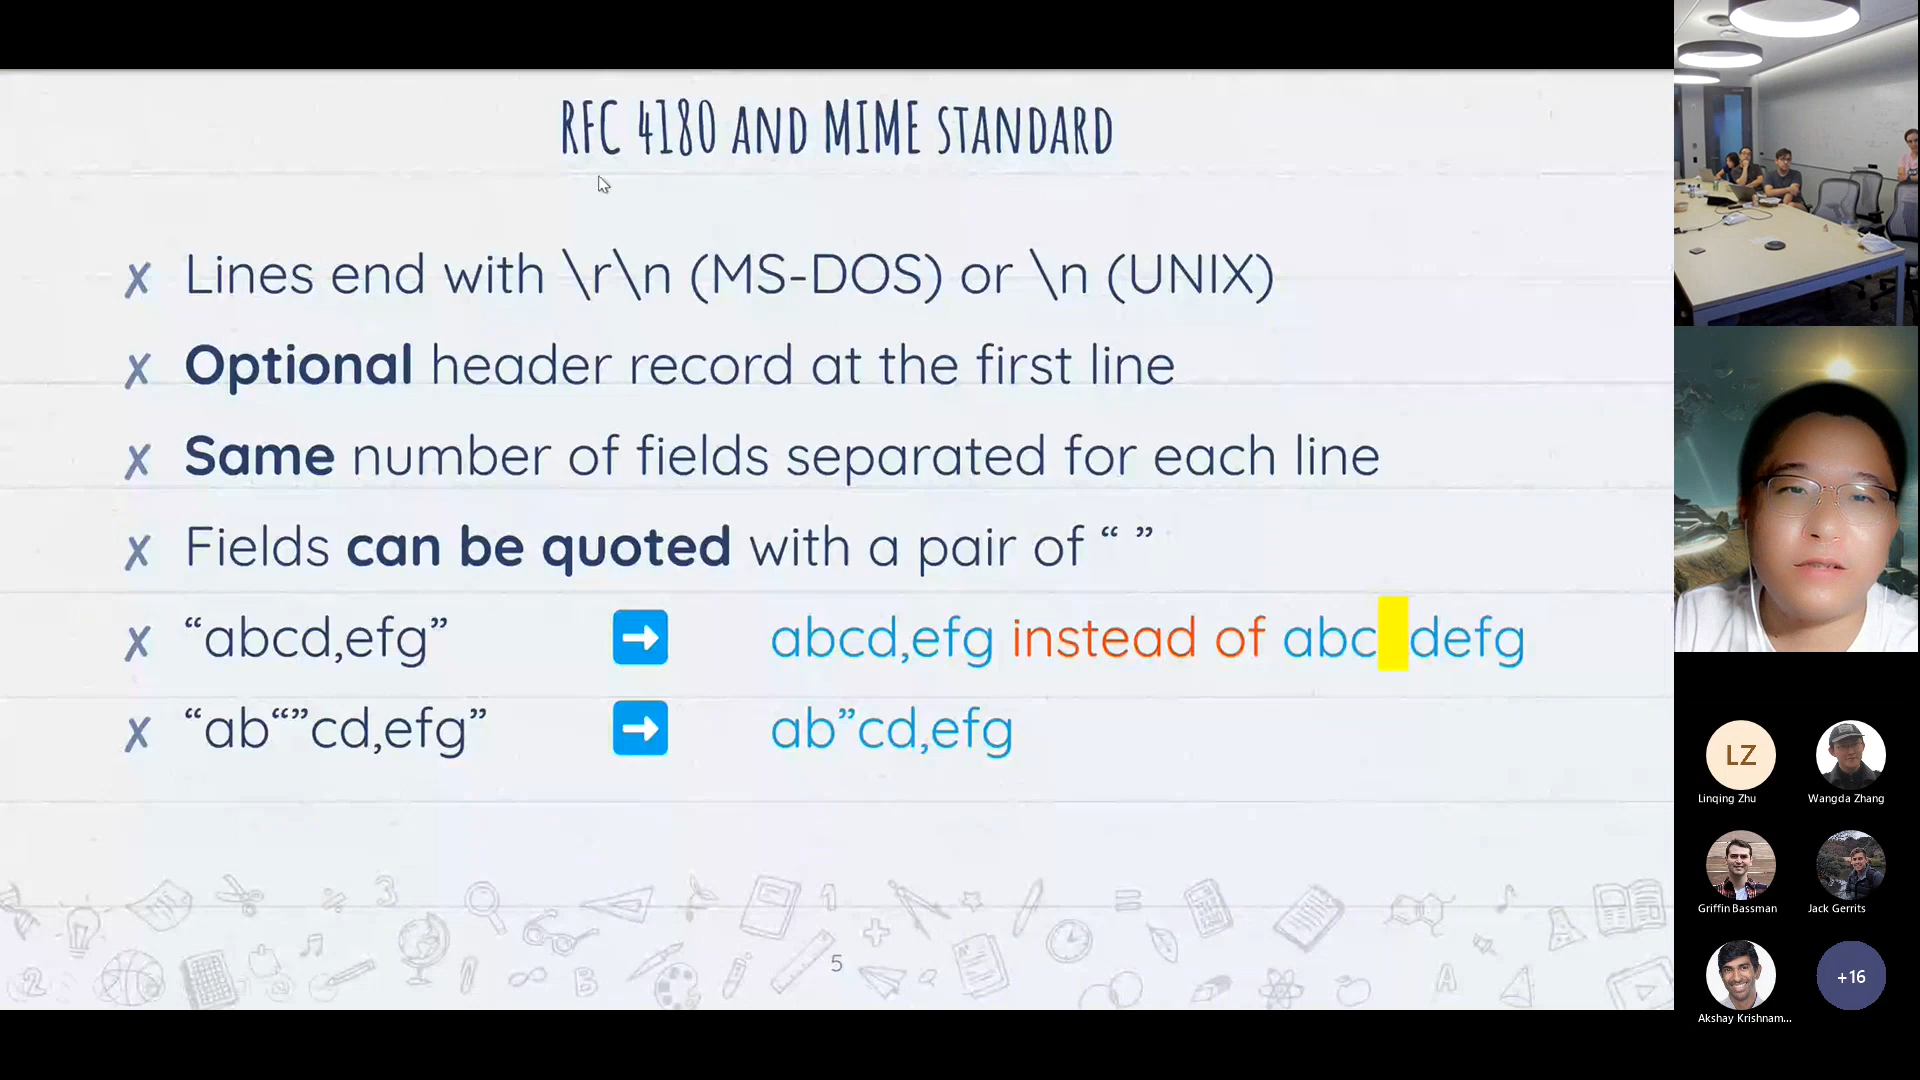 RFC 4180 AND MIME STANDARD
✗ Lines end with \r\n (MS-DOS) or \n (UNIX)
✗ Optional header record at the first line
✗ Same number of fields separated for each line
✗ Fields can be quoted with a pair of “ ”
✗ “abcd,efg” ➡ abcd,efg instead of abc defg
✗ “ab“”cd,efg” ➡ ab”cd,efg
5
LZ
Linqing Zhu
Wangda Zhang
Griffin Bassman
Jack Gerrits
Akshay Krishnam...
+16